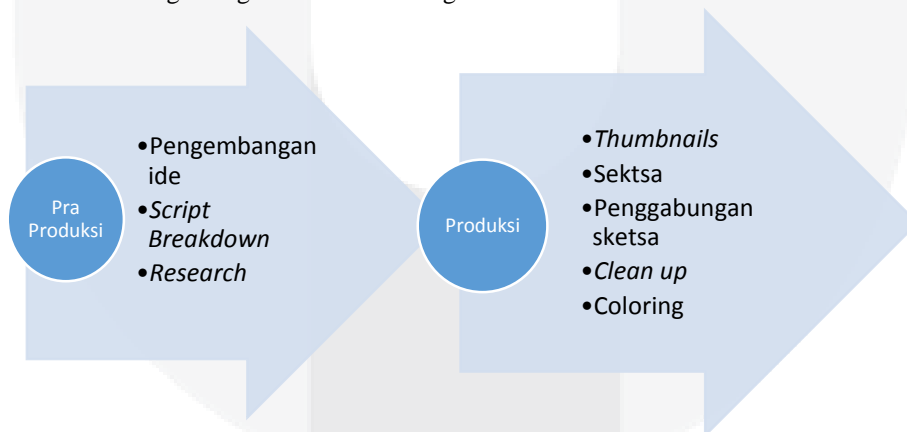 Pra
Produksi
•Pengembangan
ide
•Script
Breakdown
•Research
Produksi
•Thumbnails
•Sektsa
•Penggabungan
sketsa
•Clean up
•Coloring